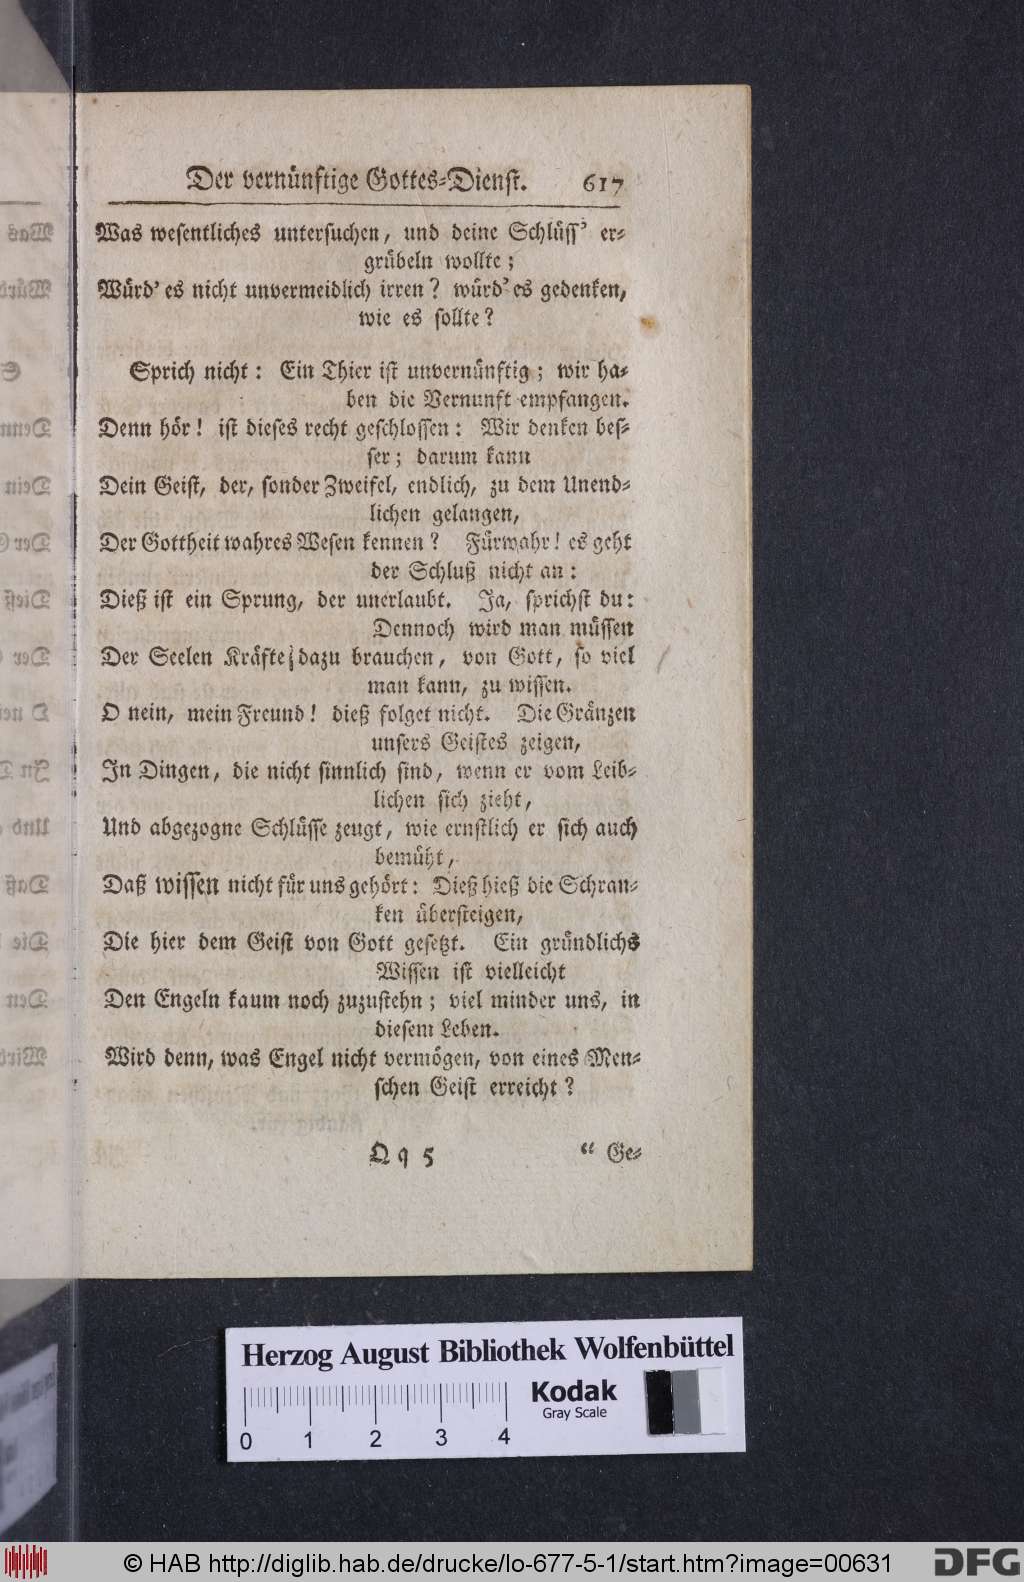 Der vernünftige Gottes-Dienst. 617
Was wesentliches untersuchen, und deine Schlüss' er-
grübeln wollte;
Würd' es nicht unvermeidlich irren? würd' es gedenken,
wie es sollte?
Sprich nicht: Ein Thier ist unvernünftig; wir ha-
ben die Vernunft empfangen.
Denn hör! ist dieses recht geschlossen: Wir denken bes-
ser; darum kann
Dein Geist, der, sonder Zweifel, endlich, zu dem Unend-
lichen gelangen,
Der Gottheit wahres Wesen kennen? Fürwahr! es geht
der Schluß nicht an:
Dieß ist ein Sprung, der unerlaubt. Ja, sprichst du:
Dennoch wird man müssen
Der Seelen Kräfte dazu brauchen, von Gott, so viel
man kann, zu wissen.
O nein, mein Freund! dieß folget nicht. Die Gränzen
unsers Geistes zeigen,
In Dingen, die nicht sinnlich sind, wenn er vom Leib-
lichen sich zieht,
Und abgezogne Schlüsse zeugt, wie ernstlich er sich auch
bemüht,
Daß wissen nicht für uns gehört: Dieß hieß die Schran-
ken übersteigen,
Die hier dem Geist von Gott gesetzt. Ein gründlichs
Wissen ist vielleicht
Den Engeln kaum noch zuzustehn; viel minder uns, in
diesem Leben.
Wird denn, was Engel nicht vermögen, von eines Men-
schen Geist erreicht?
Q q 5 “ Ge-
Herzog August Bibliothek Wolfenbüttel
Kodak
Gray Scale
0 1 2 3 4
© HAB http://diglib.hab.de/drucke/lo-677-5-1/start.htm?image=00631
DFG